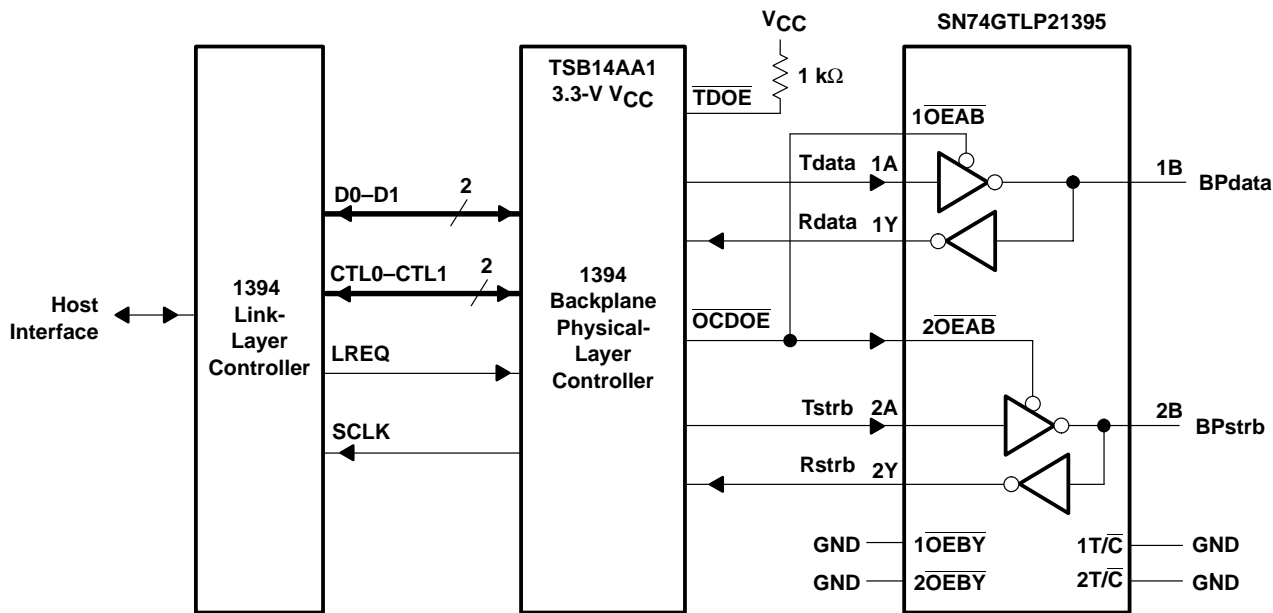 SN74GTLP21395
VCC
TSB14AA1
3.3-V VCC
TDOE
1 kΩ
1OEAB
Tdata 1A
1B BPdata
D0–D1
2
Rdata 1Y
CTL0–CTL1
2
Host
Interface
1394
Link-
Layer
Controller
1394
Backplane
Physical-
Layer
Controller
OCDOE
2OEAB
LREQ
Tstrb 2A
2B BPstrb
SCLK
Rstrb 2Y
GND 1OEBY 1T/C GND
GND 2OEBY 2T/C GND